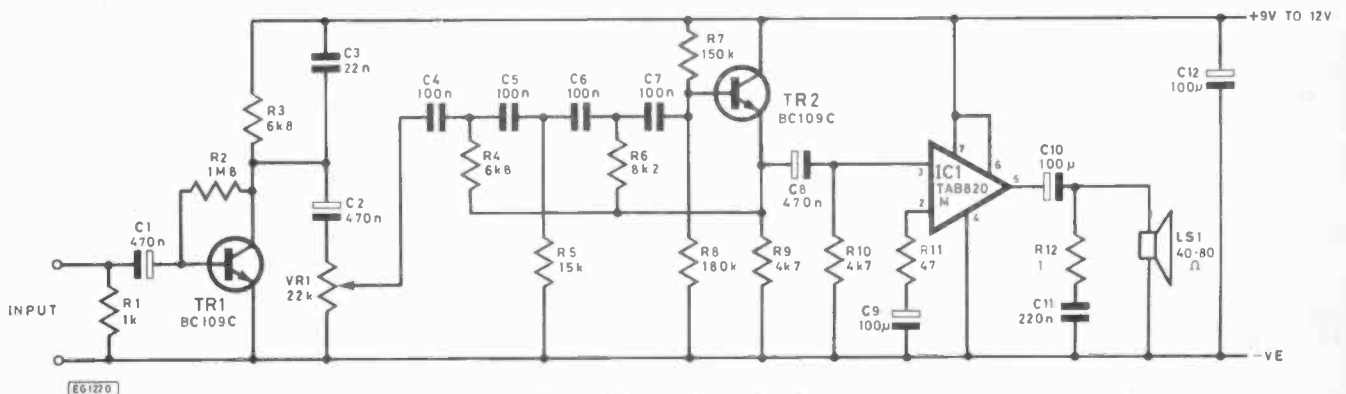 +9V TO 12V
C3
22n
R3
6k8
R2
1M8
C1
470n
C2
470n
R1
1k
INPUT
TR1
BC109C
VR1
22k
C4
100n
C5
100n
C6
100n
C7
100n
R4
6k8
R5
15k
R6
8k2
R7
150k
TR2
BC109C
R8
180k
R9
4k7
C8
470n
R10
4k7
3
2
7
6
5
4
IC1
TAB820
M
R11
47
C9
100µ
C10
100µ
R12
1
C11
220n
LS1
40-80
Ω
C12
100µ
-VE
EG1220